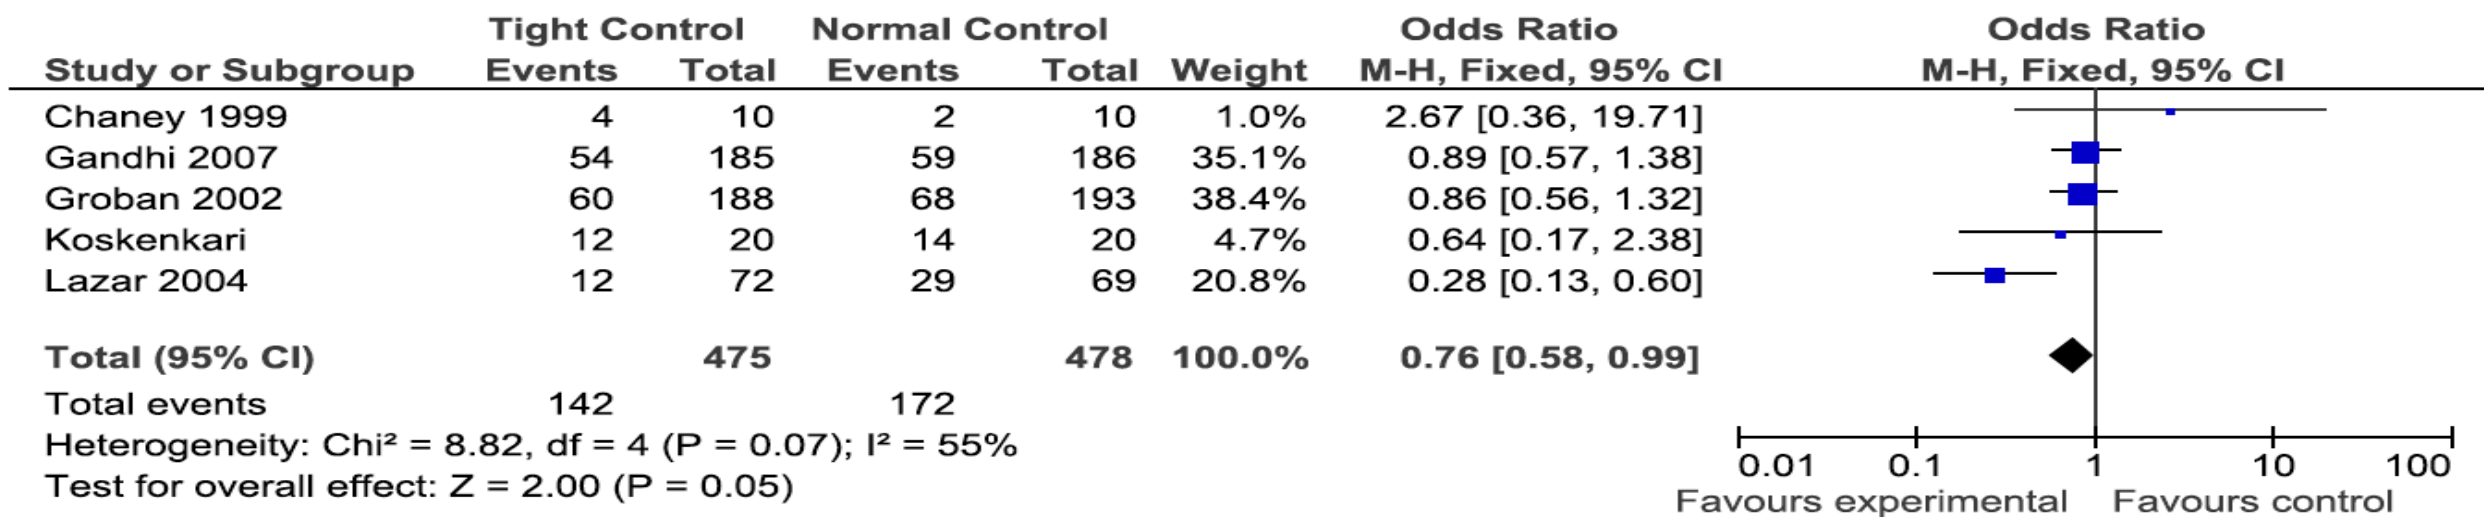 Tight Control Normal Control Odds Ratio Odds Ratio
Study or Subgroup Events Total Events Total Weight M-H, Fixed, 95% CI M-H, Fixed, 95% CI
Chaney 1999 4 10 2 10 1.0% 2.67 [0.36, 19.71]
Gandhi 2007 54 185 59 186 35.1% 0.89 [0.57, 1.38]
Groban 2002 60 188 68 193 38.4% 0.86 [0.56, 1.32]
Koskenkari 12 20 14 20 4.7% 0.64 [0.17, 2.38]
Lazar 2004 12 72 29 69 20.8% 0.28 [0.13, 0.60]
Total (95% CI) 475 478 100.0% 0.76 [0.58, 0.99]
Total events 142 172
Heterogeneity: Chi² = 8.82, df = 4 (P = 0.07); I² = 55%
Test for overall effect: Z = 2.00 (P = 0.05)
0.01 0.1 1 10 100
Favours experimental Favours control